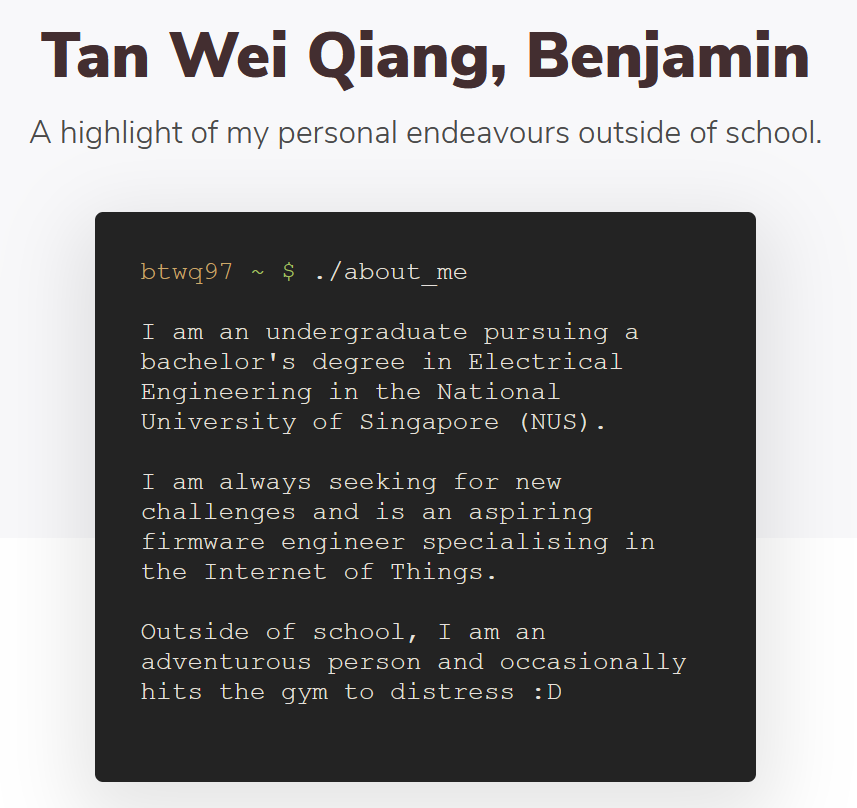 Tan Wei Qiang, Benjamin
A highlight of my personal endeavours outside of school.
btwq97 ~ $ ./about_me
I am an undergraduate pursuing a
bachelor's degree in Electrical
Engineering in the National
University of Singapore (NUS).
I am always seeking for new
challenges and is an aspiring
firmware engineer specialising in
the Internet of Things.
Outside of school, I am an
adventurous person and occasionally
hits the gym to distress :D